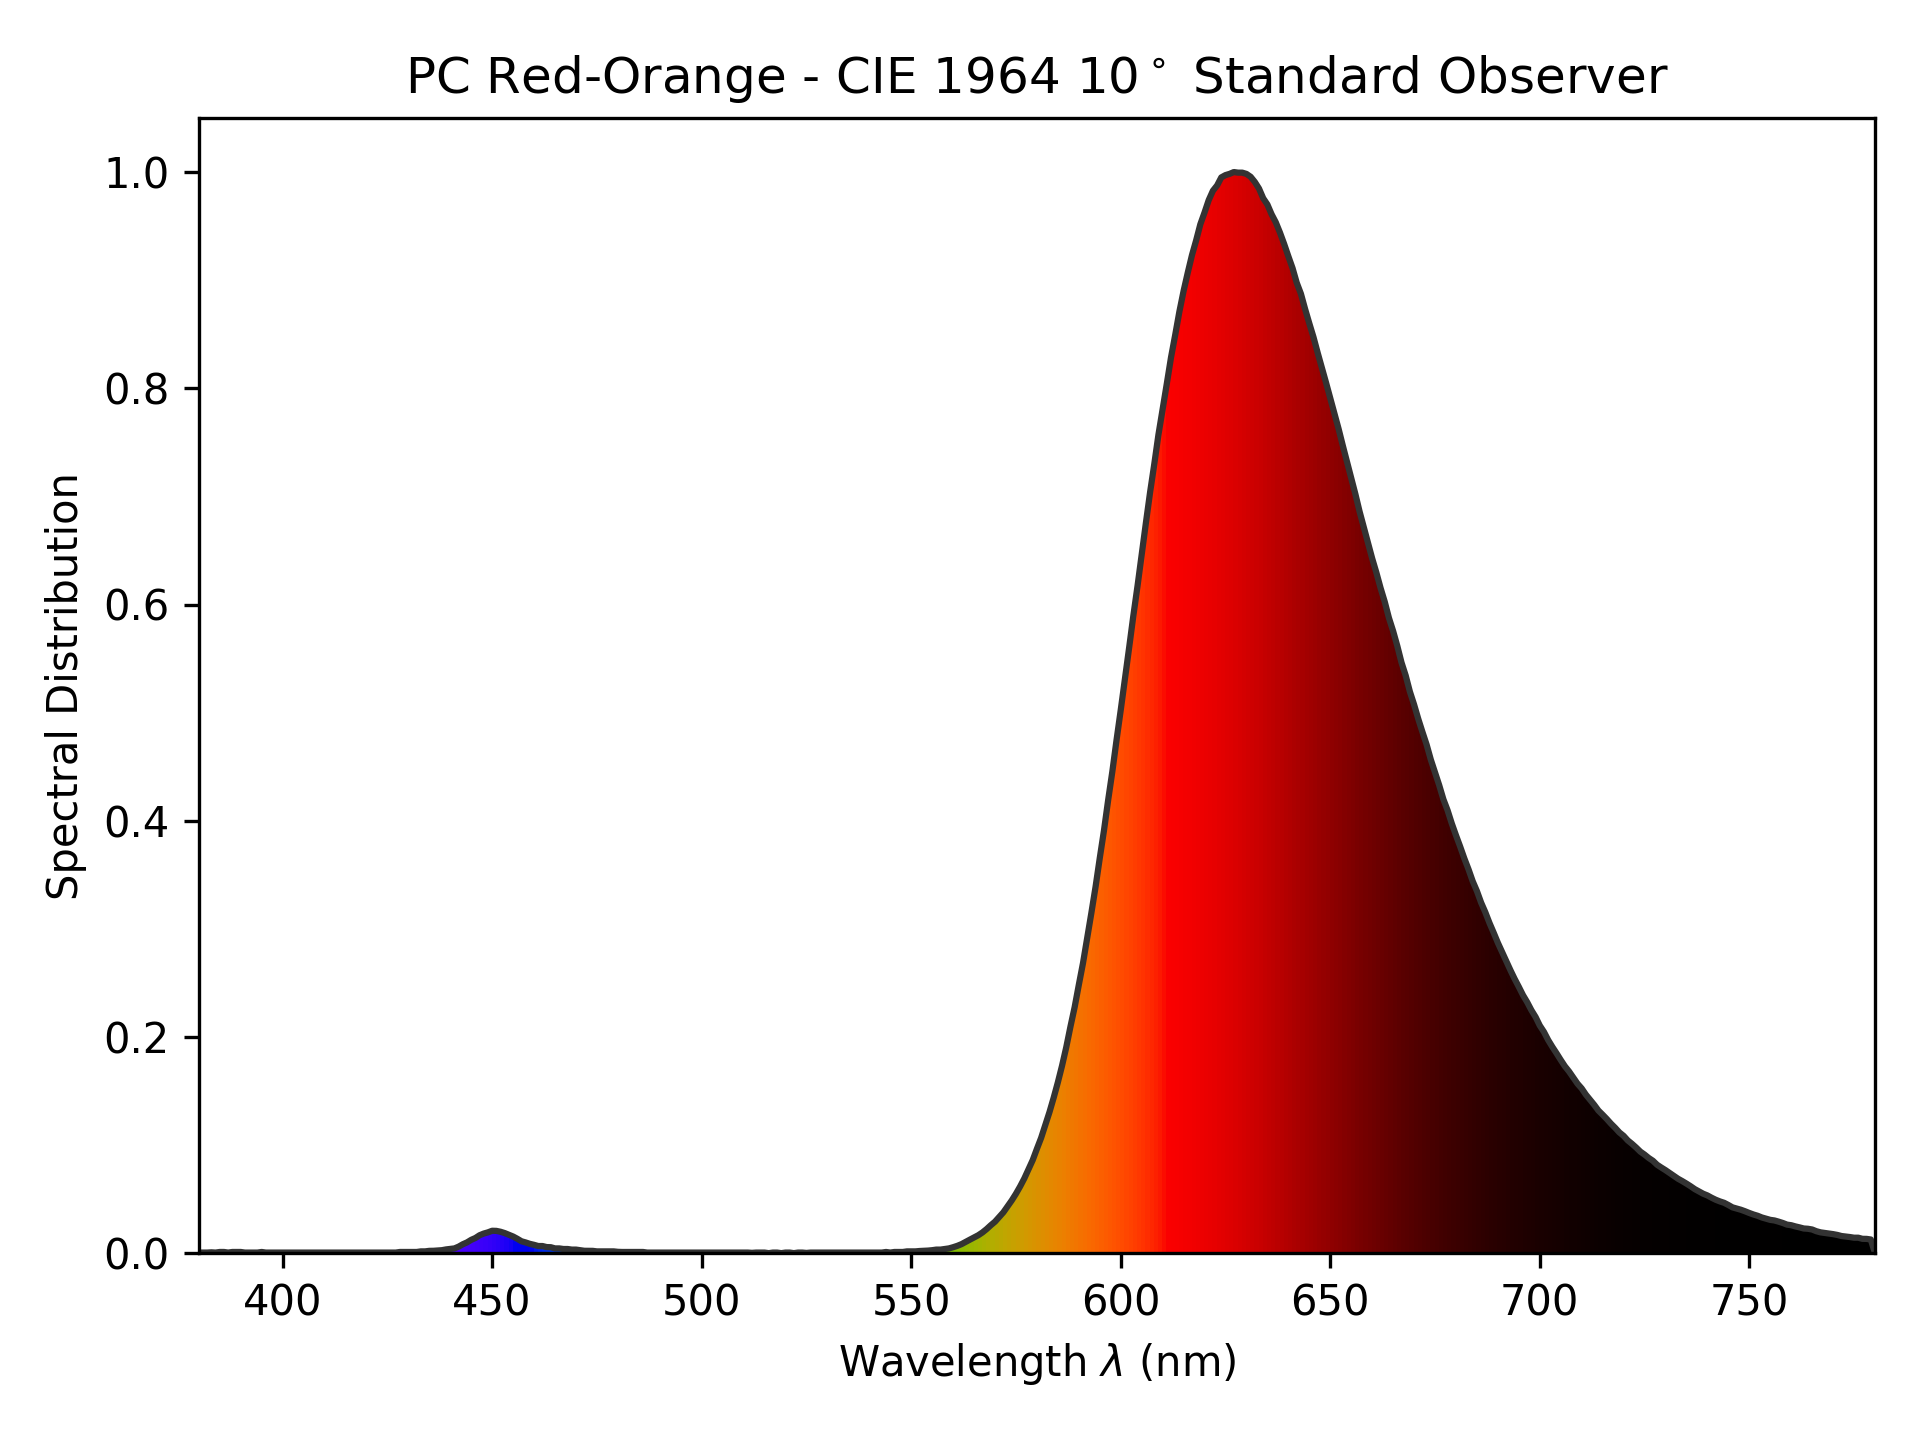 PC Red-Orange - CIE 1964 10° Standard Observer
1.0
0.8
0.6
0.4
0.2
0.0
Spectral Distribution
400 450 500 550 600 650 700 750
Wavelength λ (nm)